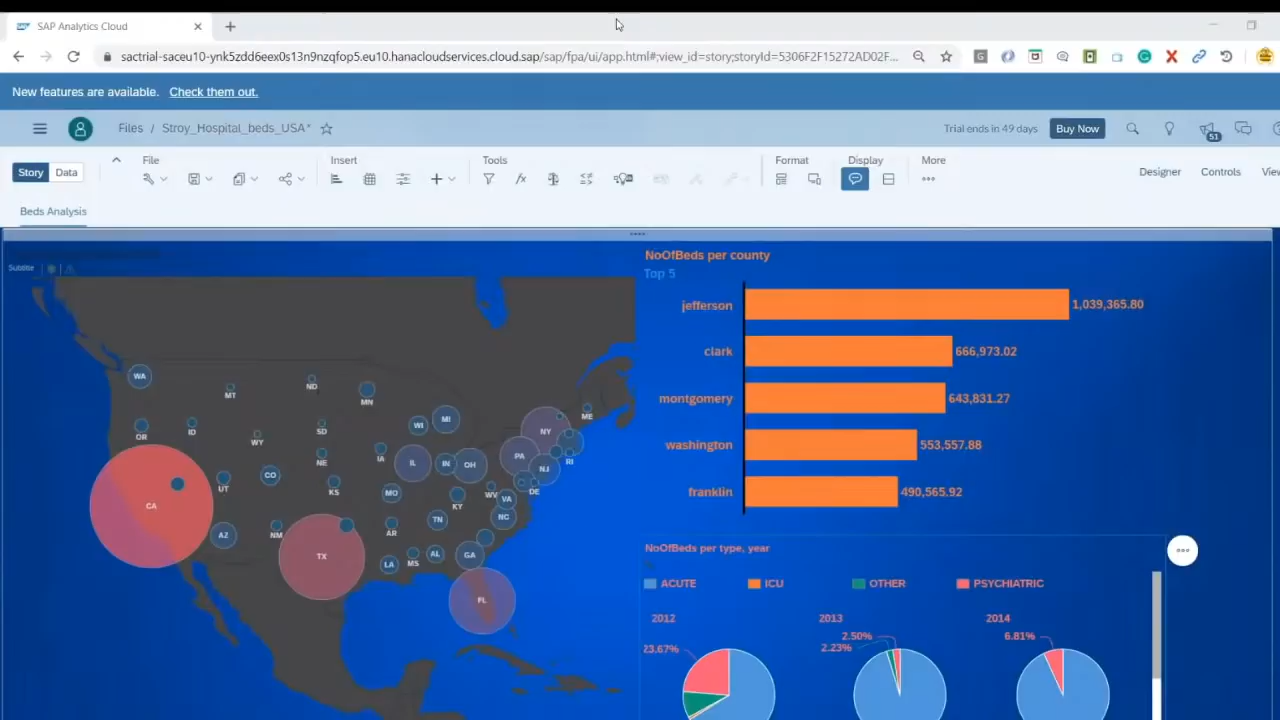 SAP Analytics Cloud
sactrial-saceu10-ynk5zdd6eex0s13n9nzqfop5.eu10.hanacloudservices.cloud.sap/sap/fpa/ui/app.html#;view_id=story;storyId=5306F2F15272AD02F...
New features are available. Check them out.
Files / Stroy_Hospital_beds_USA*
Trial ends in 49 days
Buy Now
51
Story
Data
File
Insert
Tools
Format
Display
More
Designer
Controls
Beds Analysis
Subtitle
WA
MT
ND
MN
OR
ID
WY
SD
WI
MI
NY
ME
CA
UT
CO
NE
IA
IL
IN
OH
PA
NJ
RI
KS
MO
KY
WV
VA
DE
AZ
NM
AR
TN
NC
TX
LA
MS
AL
GA
FL
NoOfBeds per county
Top 5
jefferson 1,039,365.80
clark 666,973.02
montgomery 643,831.27
washington 553,557.88
franklin 490,565.92
NoOfBeds per type, year
ACUTE ICU OTHER PSYCHIATRIC
2012 2013 2014
23.67%
2.50%
2.23%
6.81%